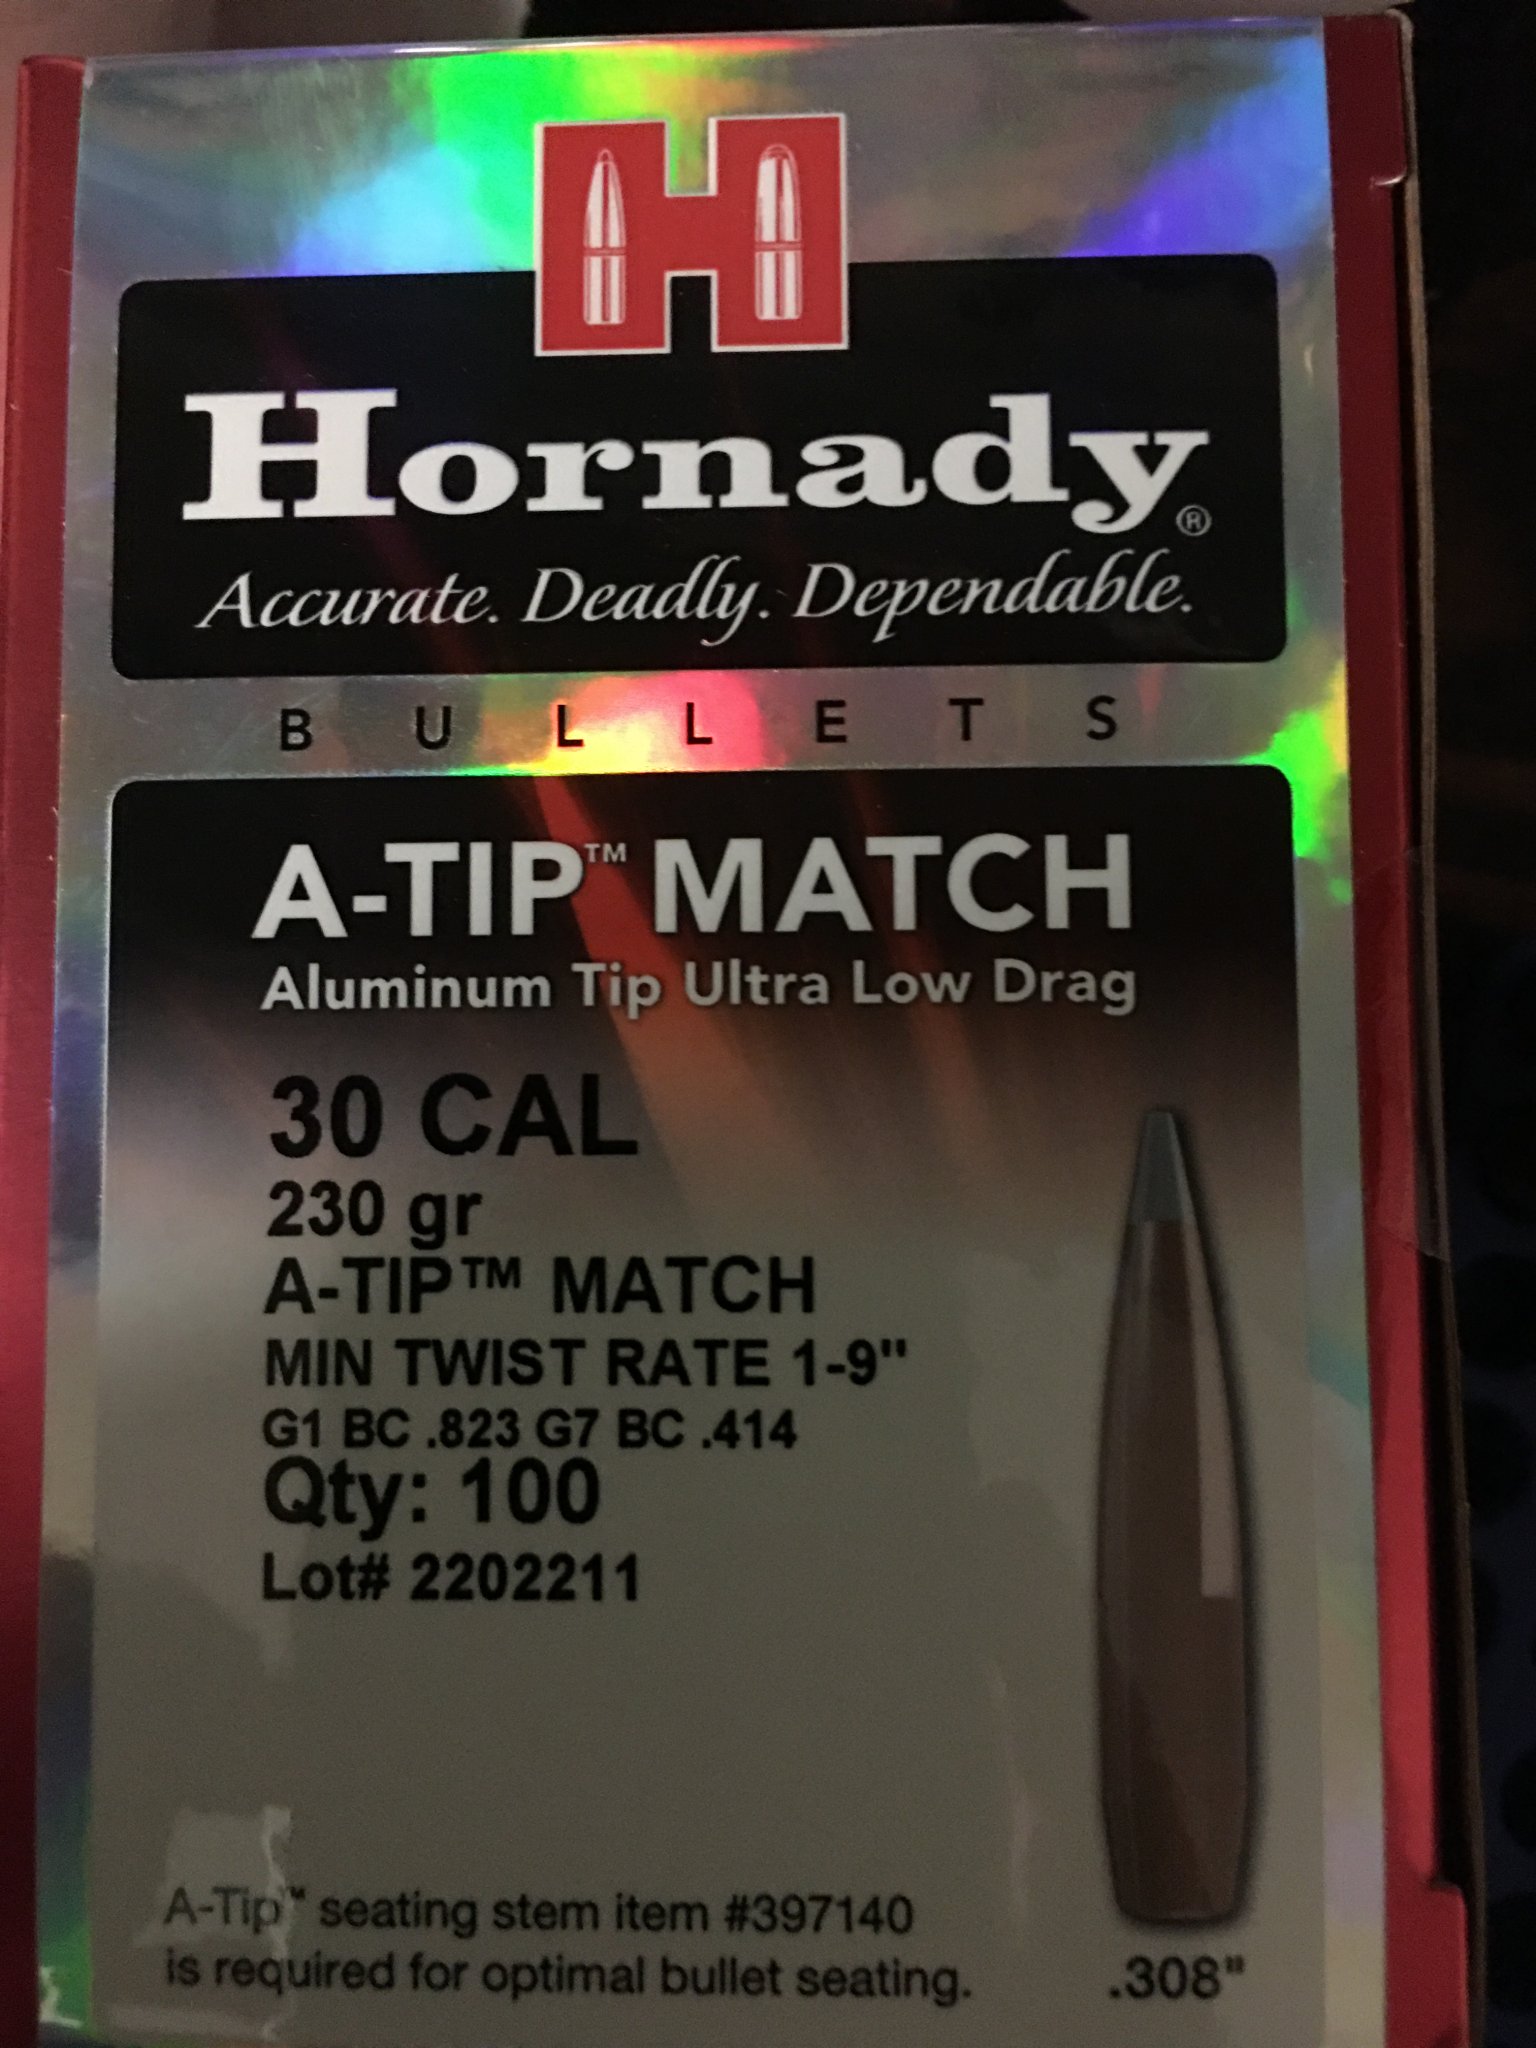 H
Hornady®
Accurate. Deadly. Dependable.
BULLETS
A-TIP™ MATCH
Aluminum Tip Ultra Low Drag
30 CAL
230 gr
A-TIP™ MATCH
MIN TWIST RATE 1-9"
G1 BC .823 G7 BC .414
Qty: 100
Lot# 2202211
A-Tip™ seating stem item #397140
is required for optimal bullet seating.
.308"